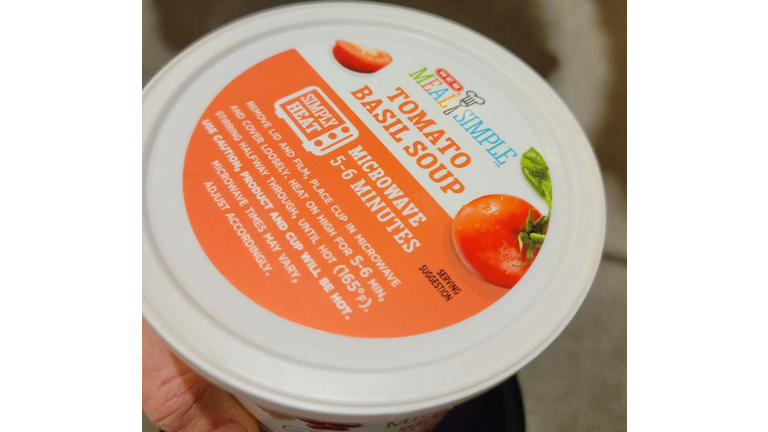 H-E-B
MEAL SIMPLE™
TOMATO
BASIL SOUP
SIMPLY
HEAT
MICROWAVE
5-6 MINUTES
REMOVE LID AND FILM, PLACE CUP IN MICROWAVE
AND COVER LOOSELY. HEAT ON HIGH FOR 5-6 MIN,
STIRRING HALFWAY THROUGH, UNTIL HOT (165°F).
USE CAUTION, PRODUCT AND CUP WILL BE HOT.
MICROWAVE TIMES MAY VARY,
ADJUST ACCORDINGLY.
SERVING
SUGGESTION